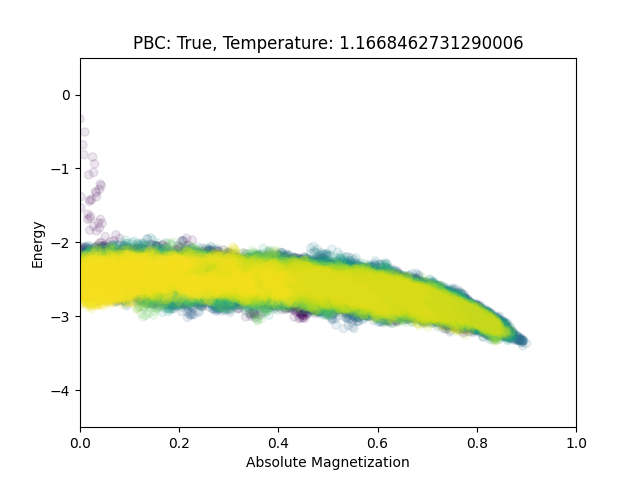 PBC: True, Temperature: 1.1668462731290006
0
−1
−2
−3
−4
Energy
0.0 0.2 0.4 0.6 0.8 1.0
Absolute Magnetization